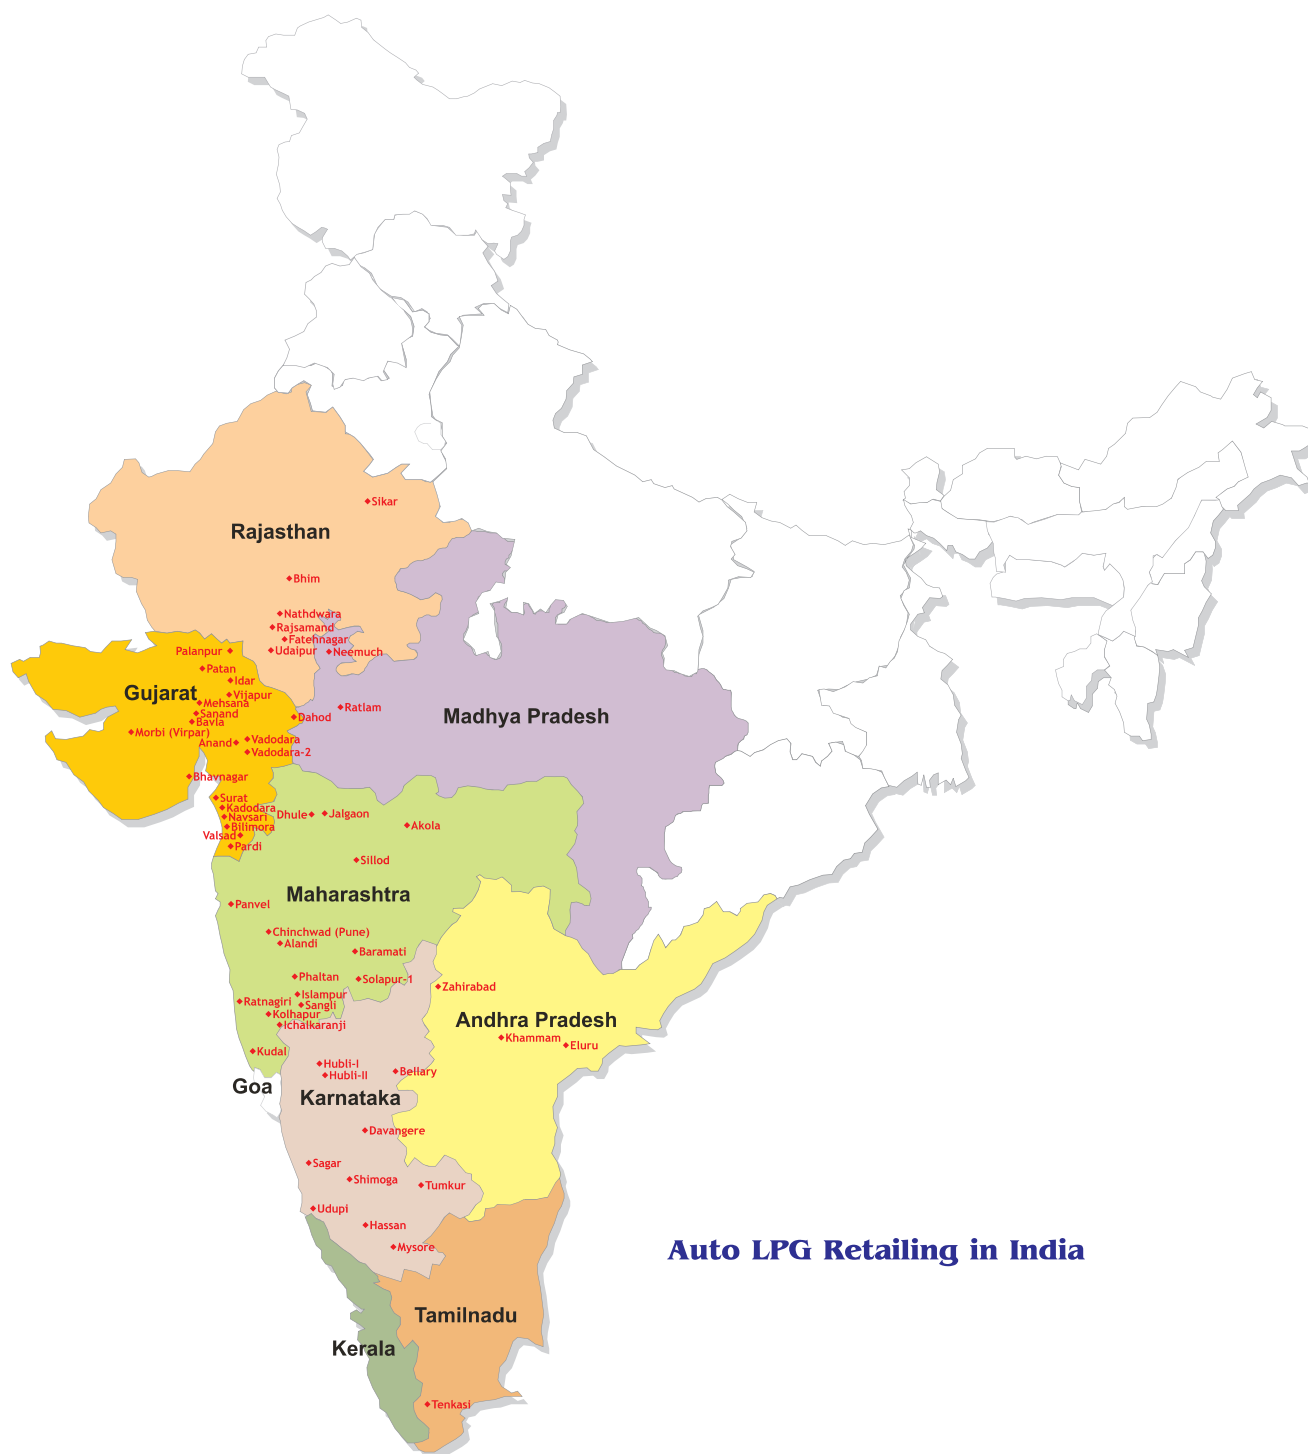 Sikar
Rajasthan
Bhim
Nathdwara
Rajsamand
Fatehnagar
Udaipur
Neemuch
Palanpur
Patan
Idar
Gujarat
Vijapur
Mehsana
Sanand
Bavla
Morbi (Virpar)
Anand
Vadodara
Vadodara-2
Dahod
Ratlam
Madhya Pradesh
Bhavnagar
Surat
Kadodara
Navsari
Bilimora
Valsad
Pardi
Dhule
Jalgaon
Akola
Sillod
Maharashtra
Panvel
Chinchwad (Pune)
Alandi
Baramati
Phaltan
Solapur-1
Islampur
Ratnagiri
Sangli
Kolhapur
Ichalkaranji
Kudal
Zahirabad
Andhra Pradesh
Khammam
Eluru
Goa
Hubli-I
Hubli-II
Bellary
Karnataka
Davangere
Sagar
Shimoga
Tumkur
Udupi
Hassan
Mysore
Auto LPG Retailing in India
Tamilnadu
Kerala
Tenkasi